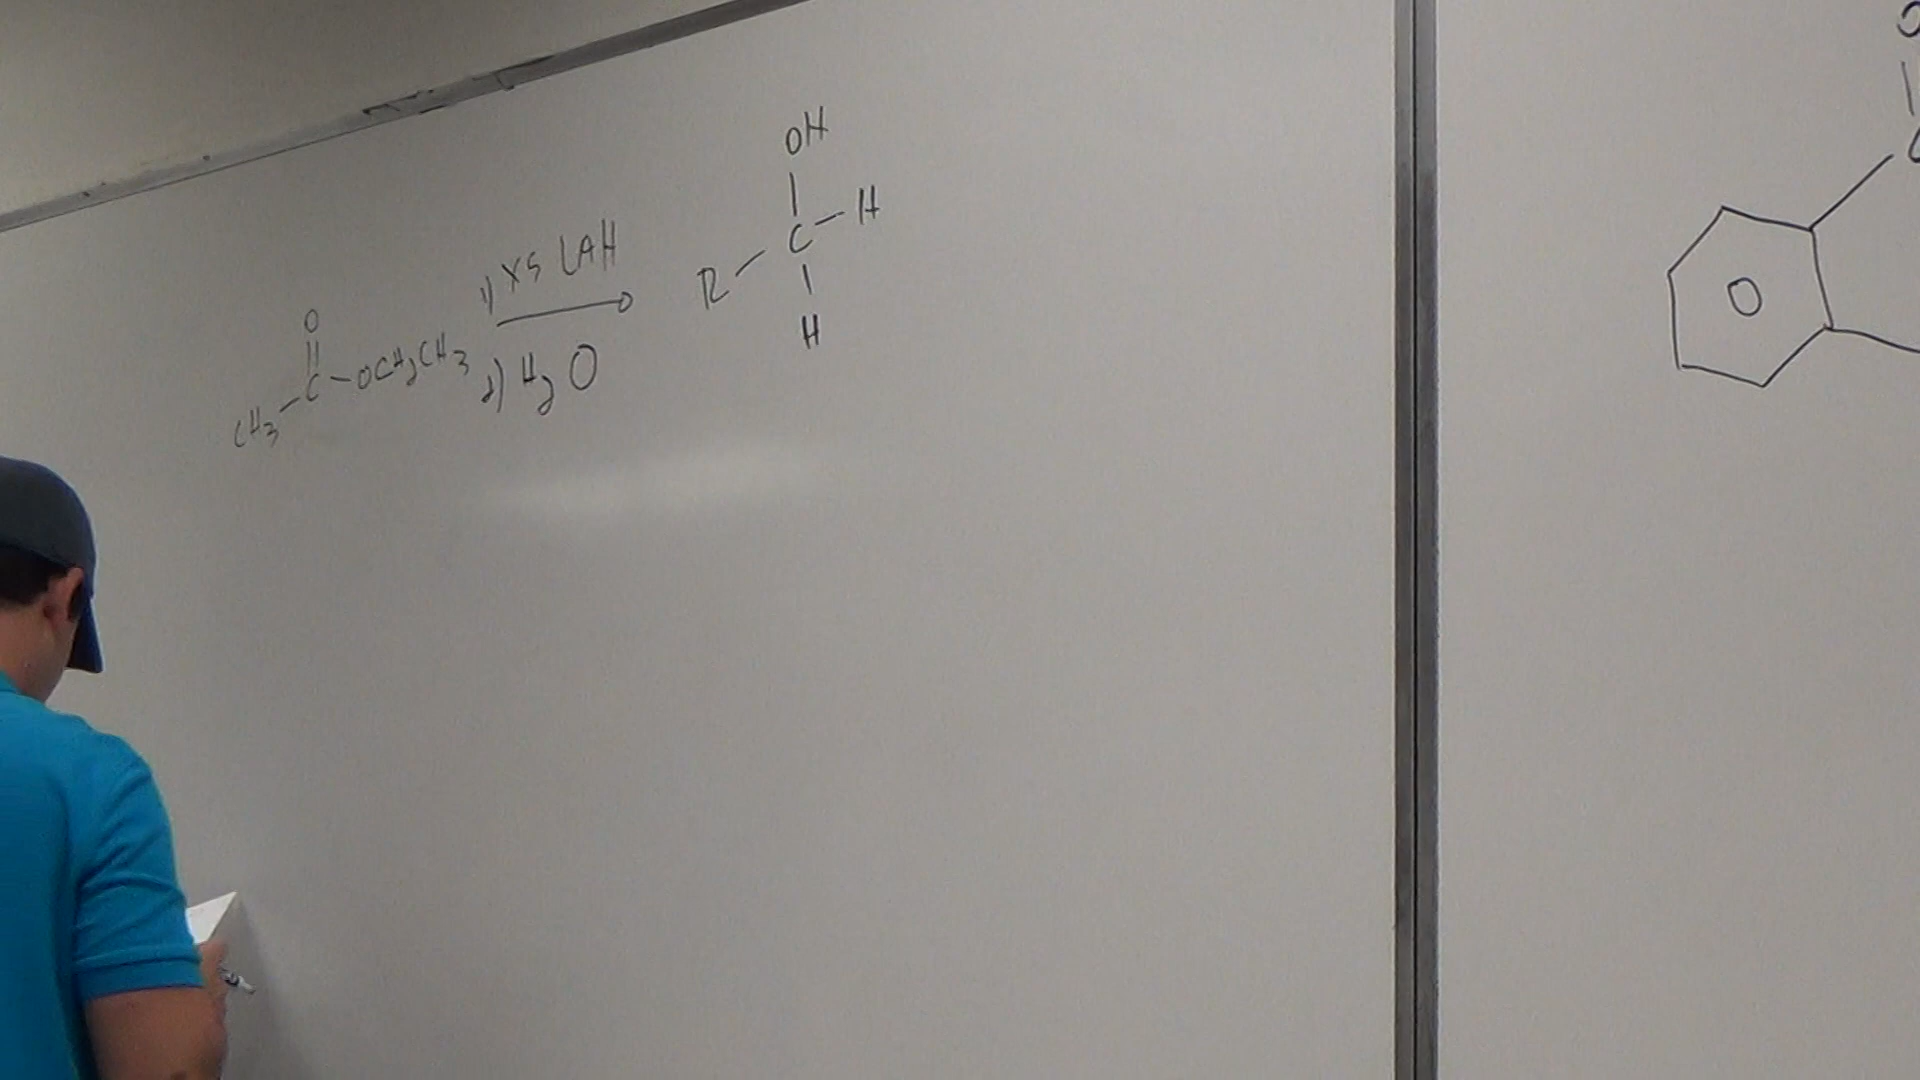 OH
C
H
R
H
1) XS LAH
2) H2O
O
C
OCH2CH3
CH3
O